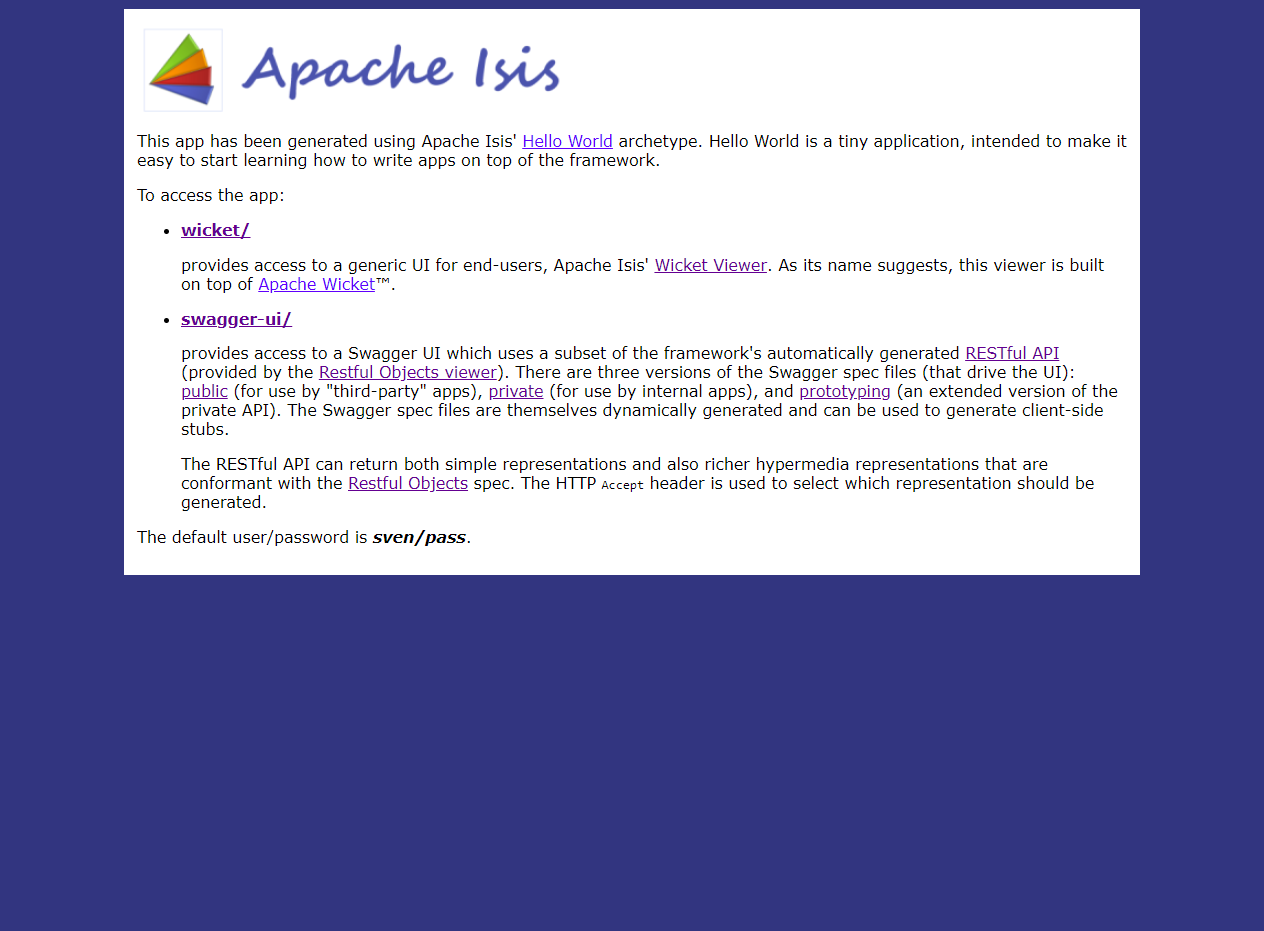 Apache Isis
This app has been generated using Apache Isis' Hello World archetype. Hello World is a tiny application, intended to make it
easy to start learning how to write apps on top of the framework.
To access the app:
• wicket/
provides access to a generic UI for end-users, Apache Isis' Wicket Viewer. As its name suggests, this viewer is built
on top of Apache Wicket™.
• swagger-ui/
provides access to a Swagger UI which uses a subset of the framework's automatically generated RESTful API
(provided by the Restful Objects viewer). There are three versions of the Swagger spec files (that drive the UI):
public (for use by "third-party" apps), private (for use by internal apps), and prototyping (an extended version of the
private API). The Swagger spec files are themselves dynamically generated and can be used to generate client-side
stubs.
The RESTful API can return both simple representations and also richer hypermedia representations that are
conformant with the Restful Objects spec. The HTTP Accept header is used to select which representation should be
generated.
The default user/password is sven/pass.